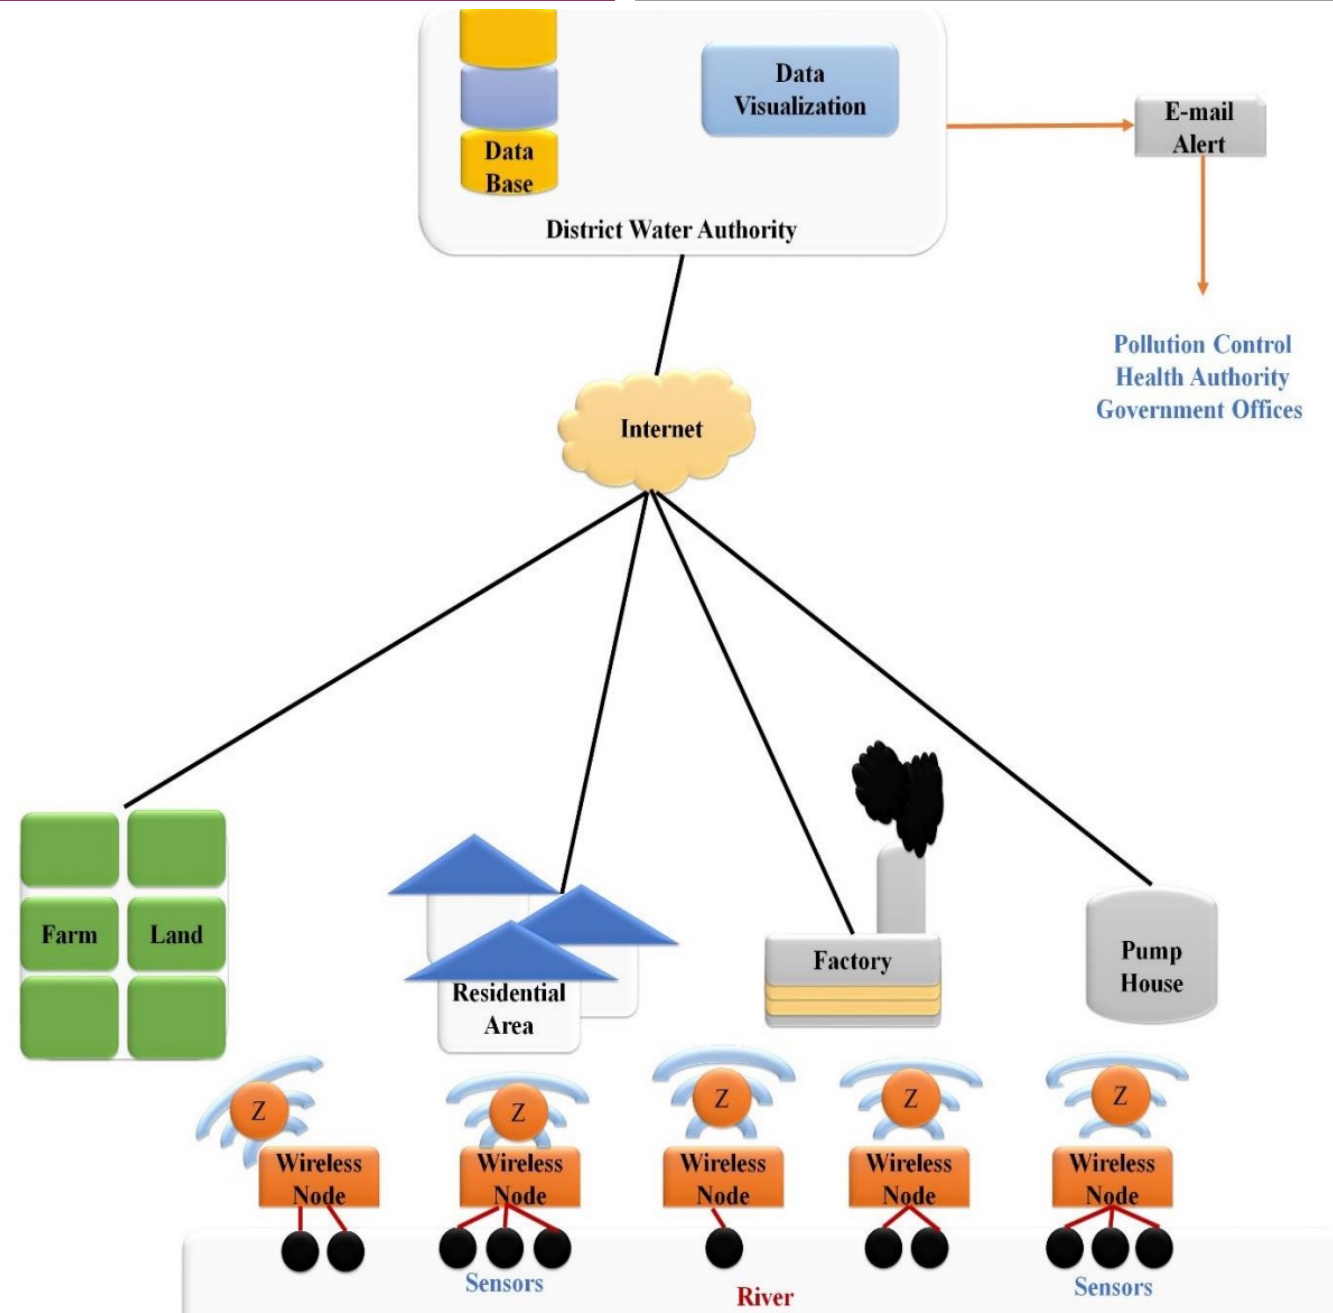 Data
Visualization
E-mail
Alert
Data
Base
District Water Authority
Pollution Control
Health Authority
Government Offices
Internet
Farm Land
Factory
Pump
House
Residential
Area
Z Z Z Z Z
Wireless
Node
Wireless
Node
Wireless
Node
Wireless
Node
Wireless
Node
Sensors
River
Sensors